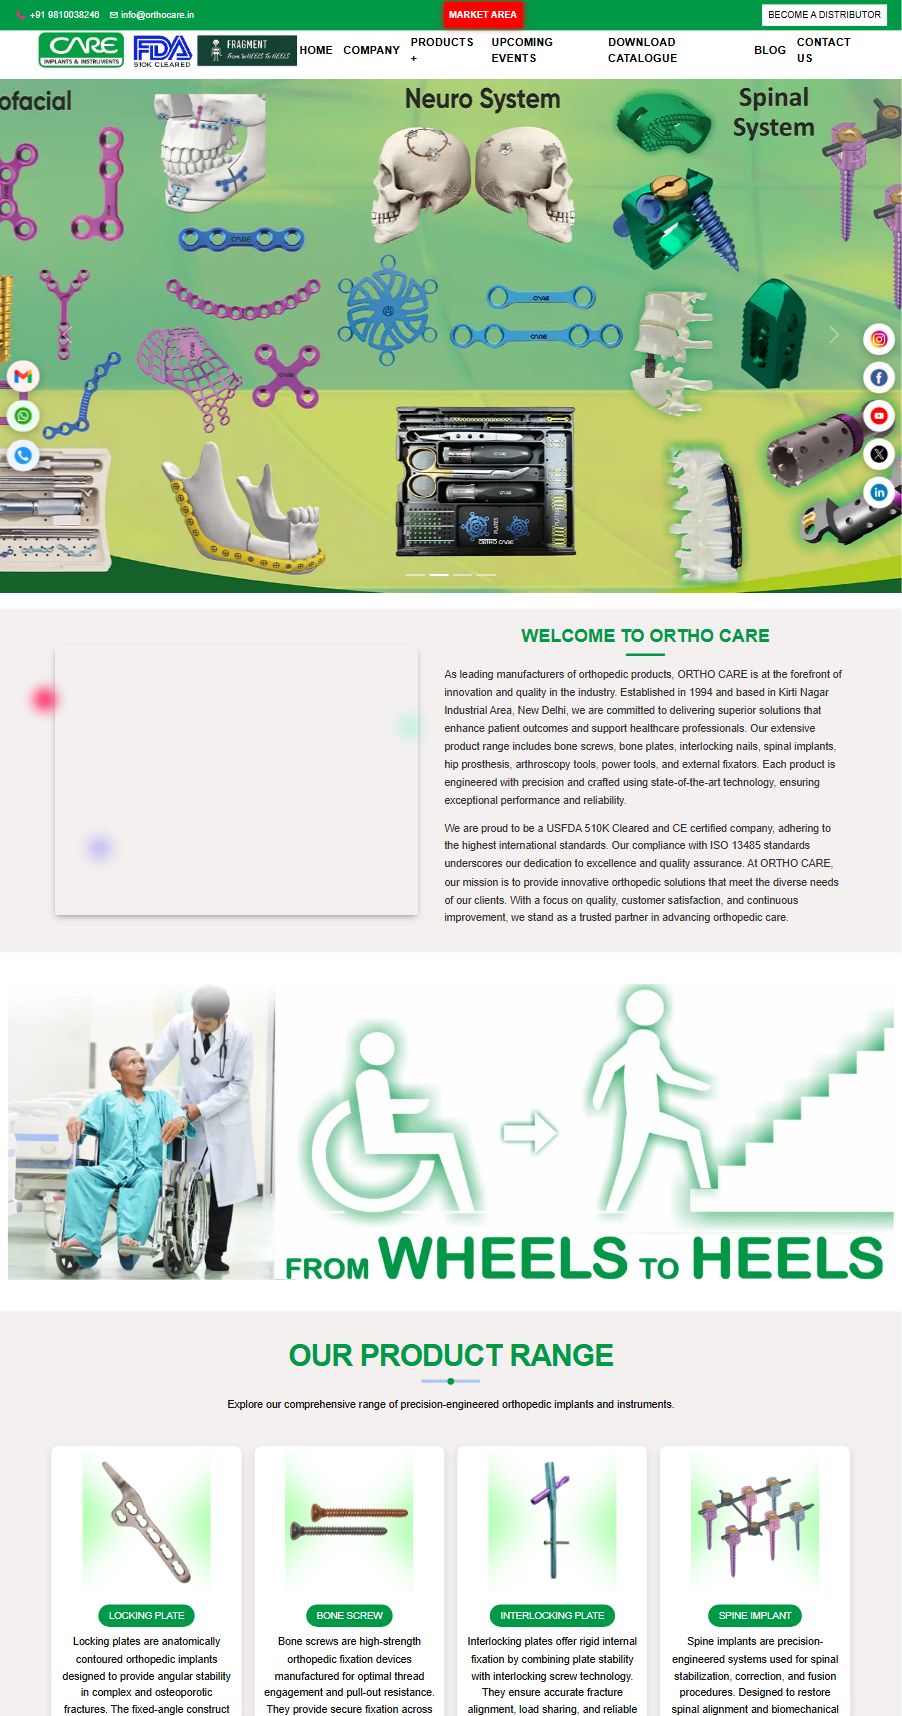 +91 9810038246 info@orthocare.in
MARKET AREA
BECOME A DISTRIBUTOR
CARE
IMPLANTS & INSTRUMENTS
FDA
510K CLEARED
FRAGMENT
From WHEELS To HEELS
HOME
COMPANY
PRODUCTS
+
UPCOMING
EVENTS
DOWNLOAD
CATALOGUE
BLOG
CONTACT
US
ofacial
Neuro System
Spinal
System
CARE
CARE
CARE
CARE
CARE
PLATES
ORTHO CARE
WELCOME TO ORTHO CARE
As leading manufacturers of orthopedic products, ORTHO CARE is at the forefront of
innovation and quality in the industry. Established in 1994 and based in Kirti Nagar
Industrial Area, New Delhi, we are committed to delivering superior solutions that
enhance patient outcomes and support healthcare professionals. Our extensive
product range includes bone screws, bone plates, interlocking nails, spinal implants,
hip prosthesis, arthroscopy tools, power tools, and external fixators. Each product is
engineered with precision and crafted using state-of-the-art technology, ensuring
exceptional performance and reliability.
We are proud to be a USFDA 510K Cleared and CE certified company, adhering to
the highest international standards. Our compliance with ISO 13485 standards
underscores our dedication to excellence and quality assurance. At ORTHO CARE,
our mission is to provide innovative orthopedic solutions that meet the diverse needs
of our clients. With a focus on quality, customer satisfaction, and continuous
improvement, we stand as a trusted partner in advancing orthopedic care.
FROM WHEELS TO HEELS
OUR PRODUCT RANGE
Explore our comprehensive range of precision-engineered orthopedic implants and instruments.
LOCKING PLATE
Locking plates are anatomically
contoured orthopedic implants
designed to provide angular stability
in complex and osteoporotic
fractures. The fixed-angle construct
BONE SCREW
Bone screws are high-strength
orthopedic fixation devices
manufactured for optimal thread
engagement and pull-out resistance.
They provide secure fixation across
INTERLOCKING PLATE
Interlocking plates offer rigid internal
fixation by combining plate stability
with interlocking screw technology.
They ensure accurate fracture
alignment, load sharing, and reliable
SPINE IMPLANT
Spine implants are precision-
engineered systems used for spinal
stabilization, correction, and fusion
procedures. Designed to restore
spinal alignment and biomechanical